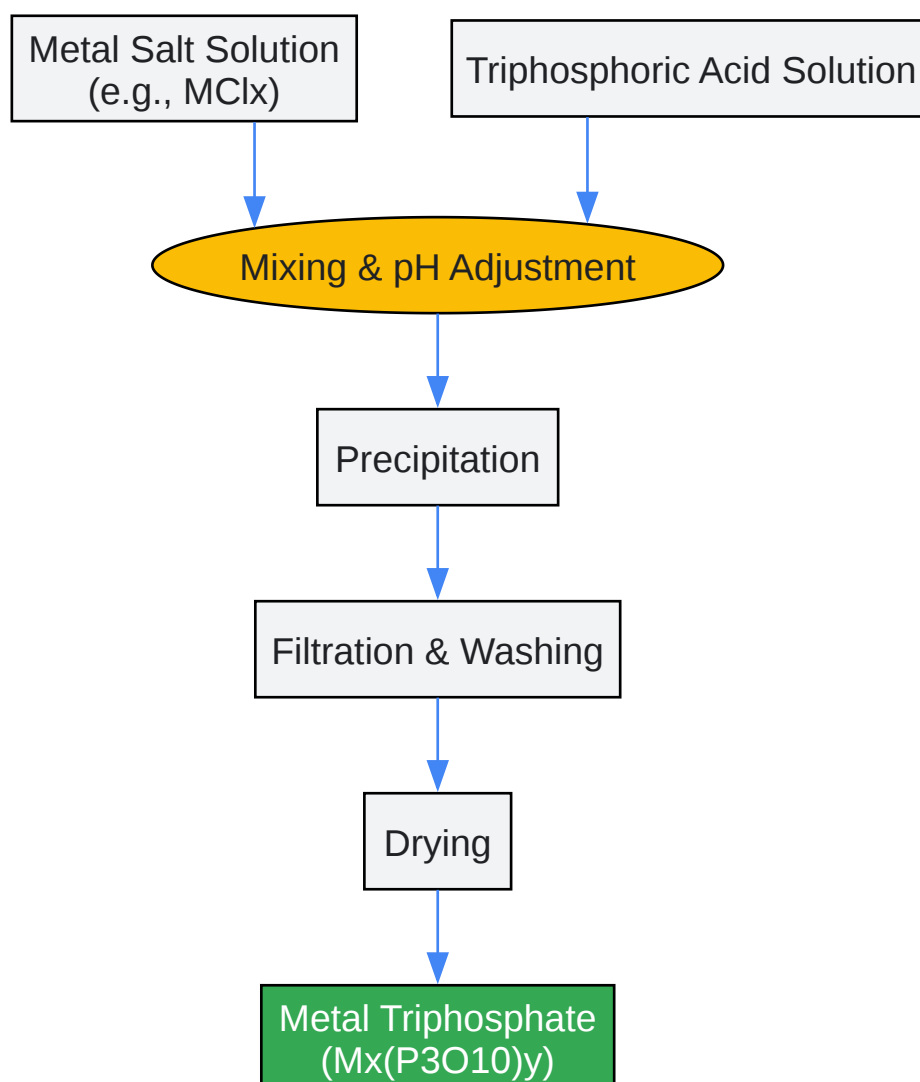 Metal Salt Solution
(e.g., MClx)
Triphosphoric Acid Solution
Mixing & pH Adjustment
Precipitation
Filtration & Washing
Drying
Metal Triphosphate
(Mx(P3O10)y)